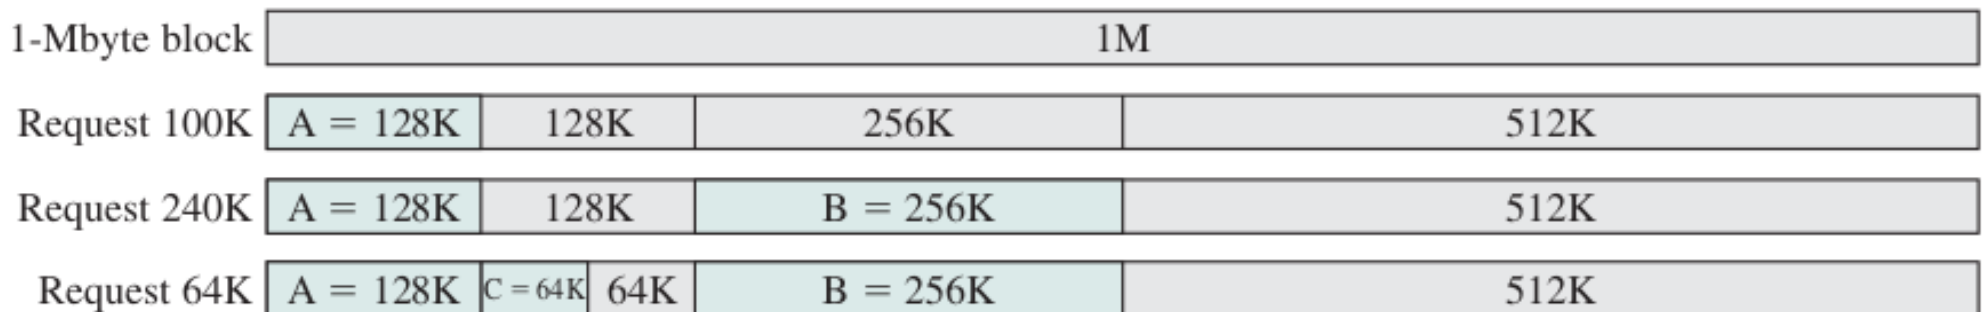 1-Mbyte block 1M
Request 100K A = 128K 128K 256K 512K
Request 240K A = 128K 128K B = 256K 512K
Request 64K A = 128K C = 64K 64K B = 256K 512K